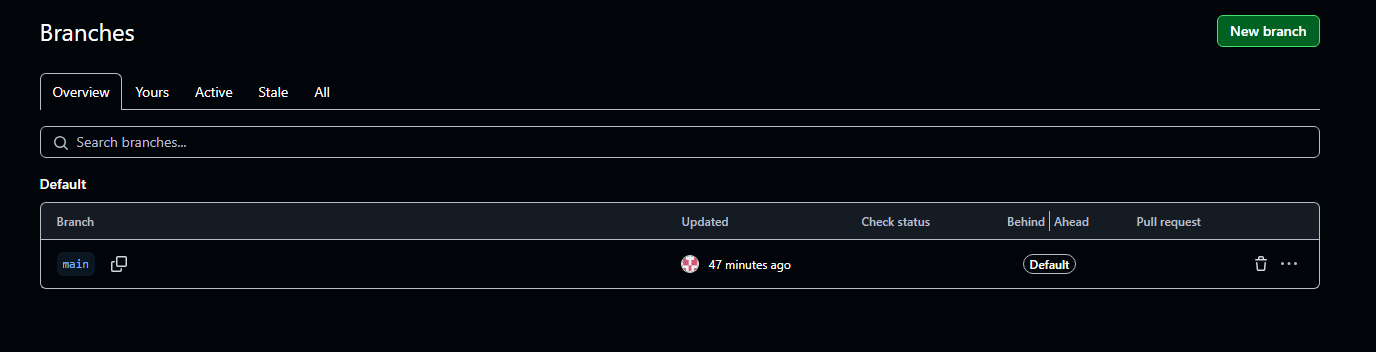 Branches
New branch
Overview Yours Active Stale All
Search branches...
Default
Branch Updated Check status Behind Ahead Pull request
main 47 minutes ago Default